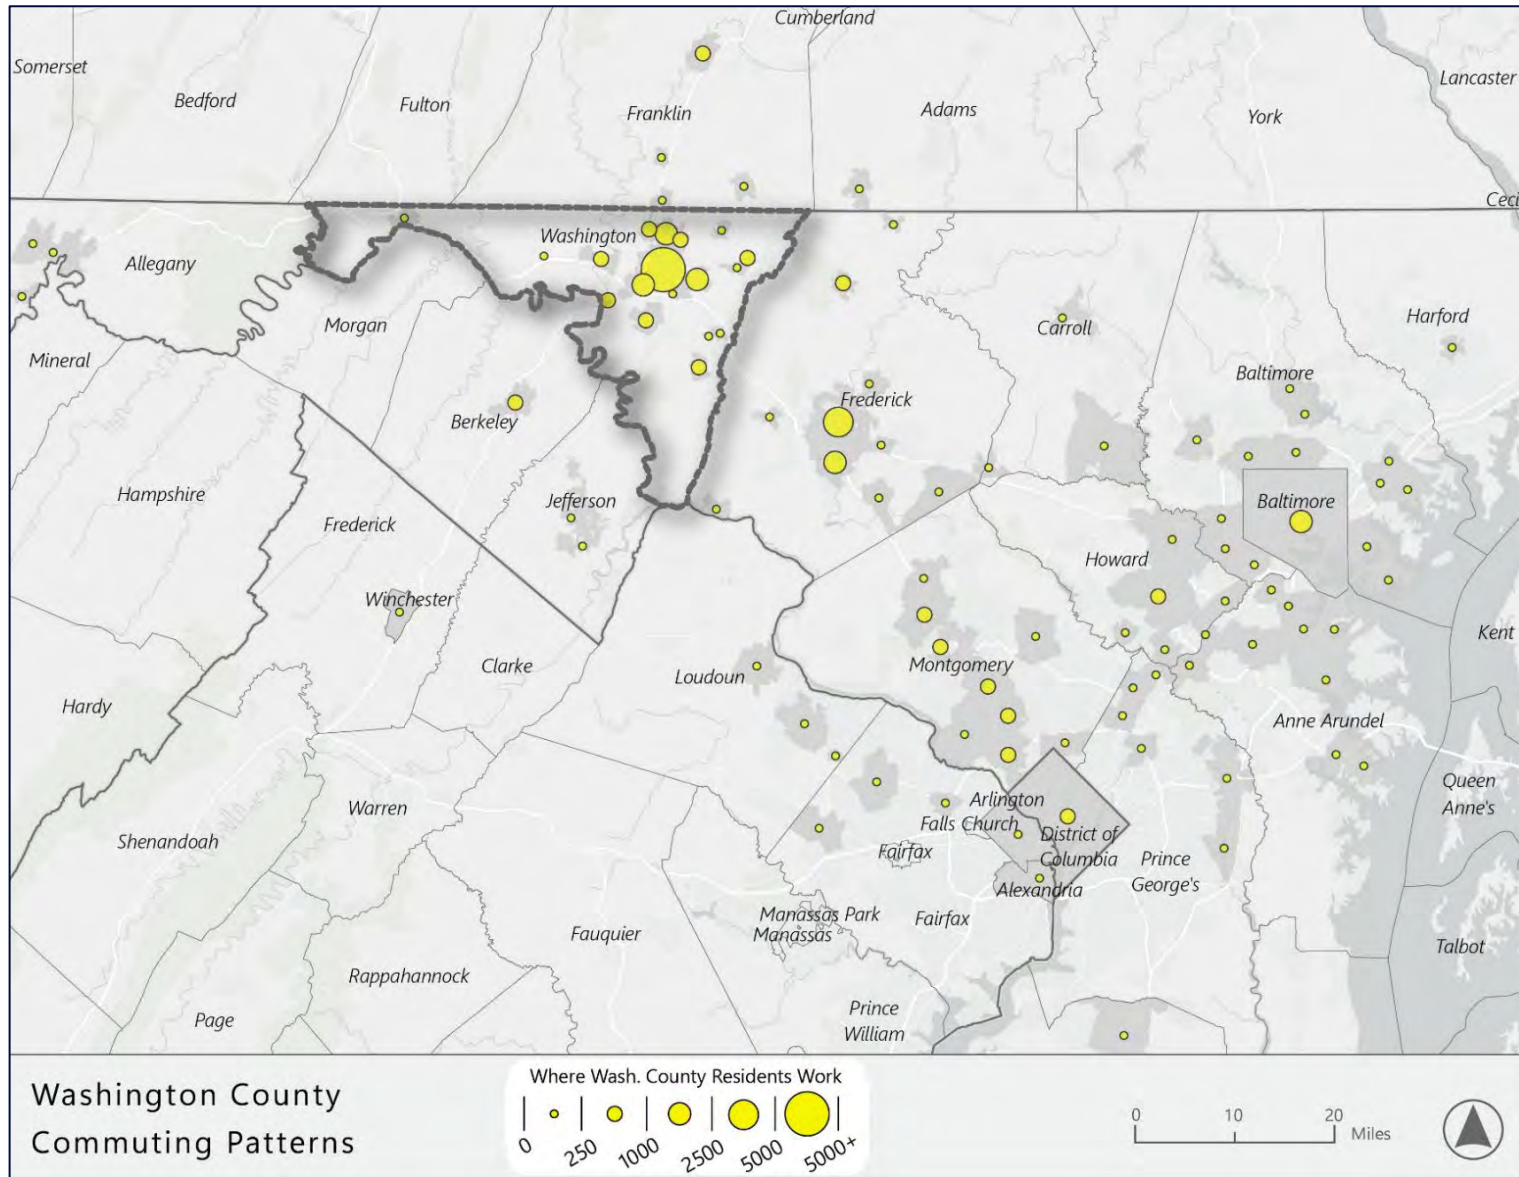 Cumberland
Somerset
Lancaster
Bedford
Fulton
Franklin
Adams
York
Ceci
Washington
Allegany
Morgan
Carroll
Harford
Mineral
Baltimore
Frederick
Berkeley
Hampshire
Jefferson
Baltimore
Frederick
Howard
Winchester
Kent
Clarke
Loudoun
Montgomery
Hardy
Anne Arundel
Queen
Anne's
Warren
Arlington
Falls Church
District of
Columbia
Shenandoah
Fairfax
Prince
George's
Alexandria
Manassas Park
Manassas
Fairfax
Fauquier
Talbot
Rappahannock
Prince
William
Page
Washington County
Commuting Patterns
Where Wash. County Residents Work
0 250 1000 2500 5000 5000+
0 10 20
Miles